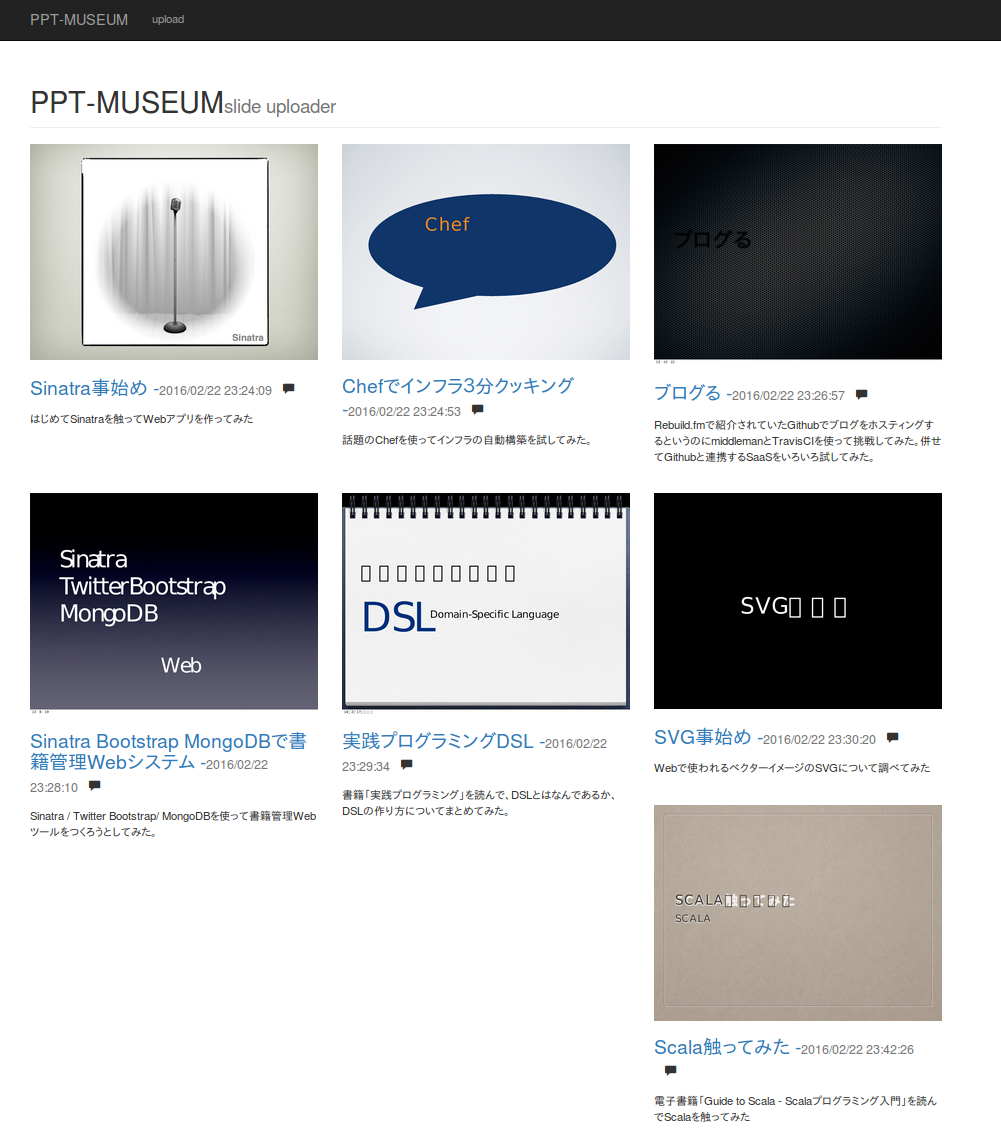 PPT-MUSEUM upload
PPT-MUSEUM slide uploader
Sinatra
Sinatra事始め -2016/02/22 23:24:09
はじめてSinatraを触ってWebアプリを作ってみた
Chef
Chefでインフラ3分クッキング
-2016/02/22 23:24:53
話題のChefを使ってインフラの自動構築を試してみた。
ブログる
ブログる -2016/02/22 23:26:57
Rebuild.fmで紹介されていたGithubでブログをホスティングす
るというのにmiddlemanとTravisCIを使って挑戦してみた。併せ
てGithubと連携するSaaSをいろいろ試してみた。
Sinatra
TwitterBootstrap
MongoDB
Web
Sinatra Bootstrap MongoDBで書
籍管理Webシステム -2016/02/22
23:28:10
Sinatra / Twitter Bootstrap/ MongoDBを使って書籍管理Web
ツールをつくろうとしてみた。
DSL Domain-Specific Language
実践プログラミングDSL -2016/02/22
23:29:34
書籍「実践プログラミング」を読んで、DSLとはなんであるか、
DSLの作り方についてまとめてみた。
SVG
SVG事始め -2016/02/22 23:30:20
Webで使われるベクターイメージのSVGについて調べてみた
SCALA触ってみた
SCALA
Scala触ってみた -2016/02/22 23:42:26
電子書籍「Guide to Scala - Scalaプログラミング入門」を読ん
でScalaを触ってみた